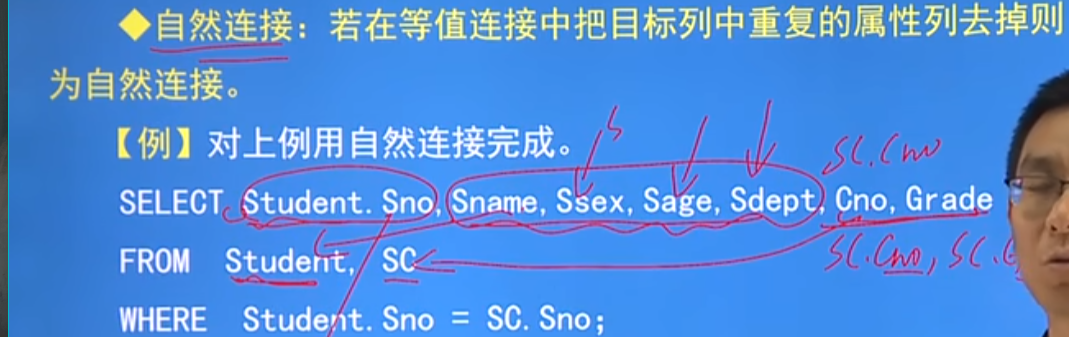 ◆自然连接：若在等值连接中把目标列中重复的属性列去掉则
为自然连接。
【例】对上例用自然连接完成。
SC.Cno
SELECT Student.Sno,Sname,Ssex,Sage,Sdept,Cno,Grade
FROM Student, SC
SC.Cno, SC.
WHERE Student.Sno = SC.Sno;